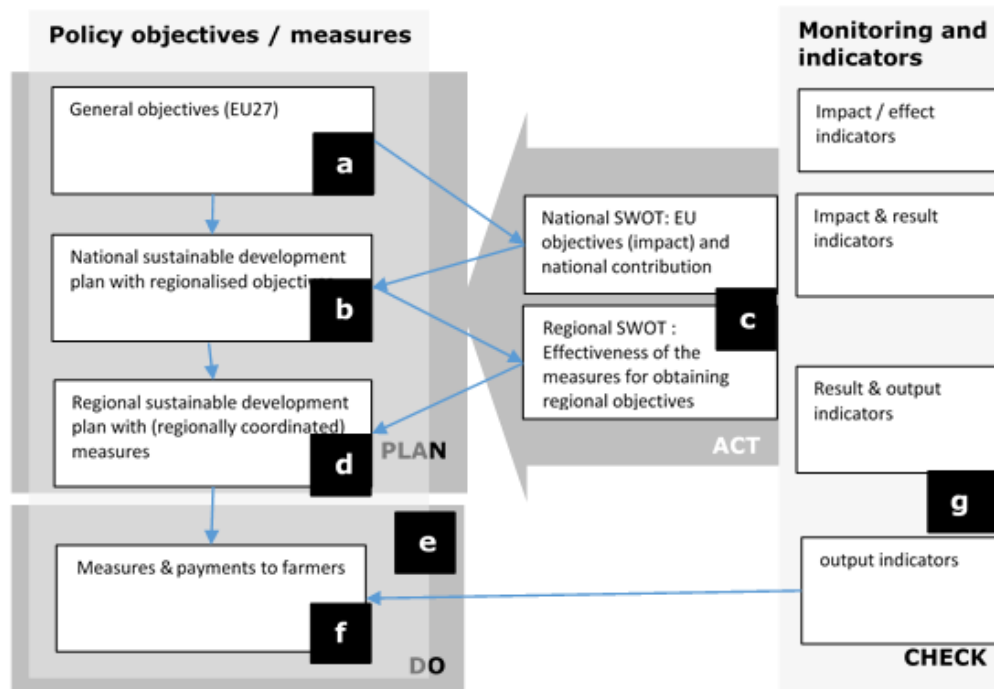 Policy objectives / measures
General objectives (EU27)
a
National sustainable development
plan with regionalised objectives
b
Regional sustainable development
plan with (regionally coordinated)
measures
d
PLAN
e
Measures & payments to farmers
f
DO
National SWOT: EU
objectives (impact) and
national contribution
c
Regional SWOT :
Effectiveness of the
measures for obtaining
regional objectives
ACT
Monitoring and
indicators
Impact / effect
indicators
Impact & result
indicators
Result & output
indicators
g
output indicators
CHECK